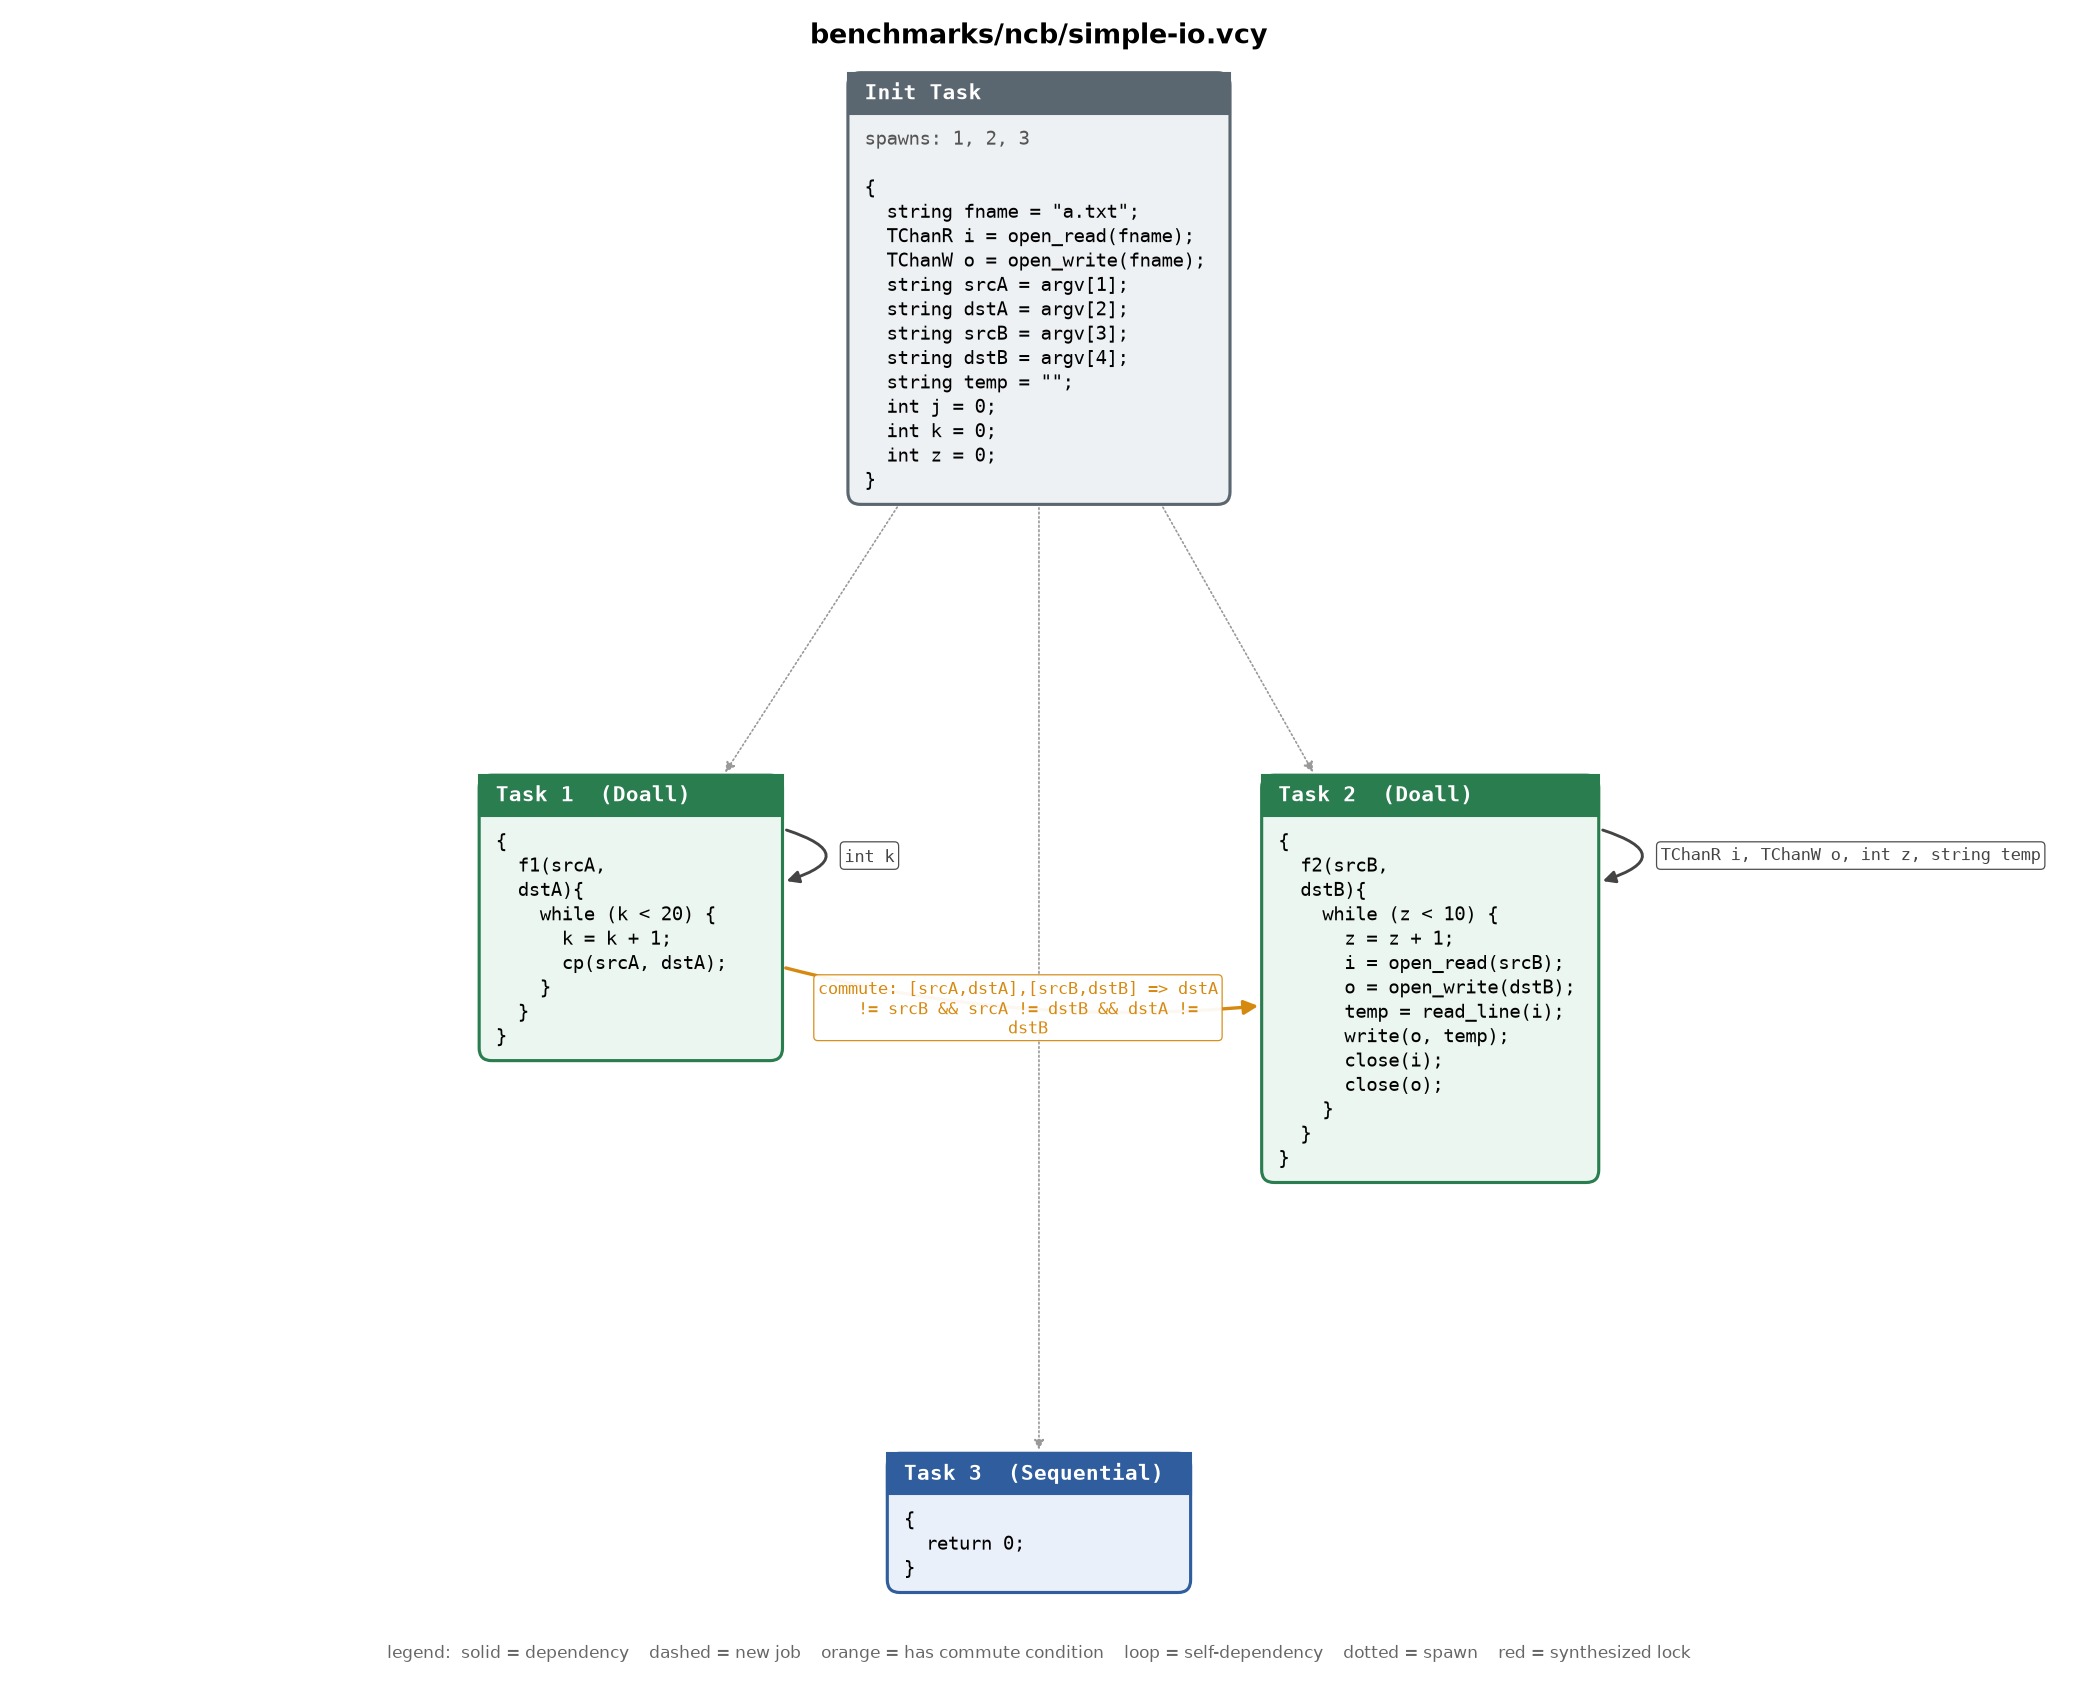 benchmarks/ncb/simple-io.vcy
Init Task
spawns: 1, 2, 3
{
  string fname = "a.txt";
  TChanR i = open_read(fname);
  TChanW o = open_write(fname);
  string srcA = argv[1];
  string dstA = argv[2];
  string srcB = argv[3];
  string dstB = argv[4];
  string temp = "";
  int j = 0;
  int k = 0;
  int z = 0;
}
Task 1  (Doall)
{
  f1(srcA,
  dstA){
    while (k < 20) {
      k = k + 1;
      cp(srcA, dstA);
    }
  }
}
int k
commute: [srcA,dstA],[srcB,dstB] => dstA
!= srcB && srcA != dstB && dstA !=
dstB
Task 2  (Doall)
{
  f2(srcB,
  dstB){
    while (z < 10) {
      z = z + 1;
      i = open_read(srcB);
      o = open_write(dstB);
      temp = read_line(i);
      write(o, temp);
      close(i);
      close(o);
    }
  }
}
TChanR i, TChanW o, int z, string temp
Task 3  (Sequential)
{
  return 0;
}
legend:  solid = dependency    dashed = new job    orange = has commute condition    loop = self-dependency    dotted = spawn    red = synthesized lock